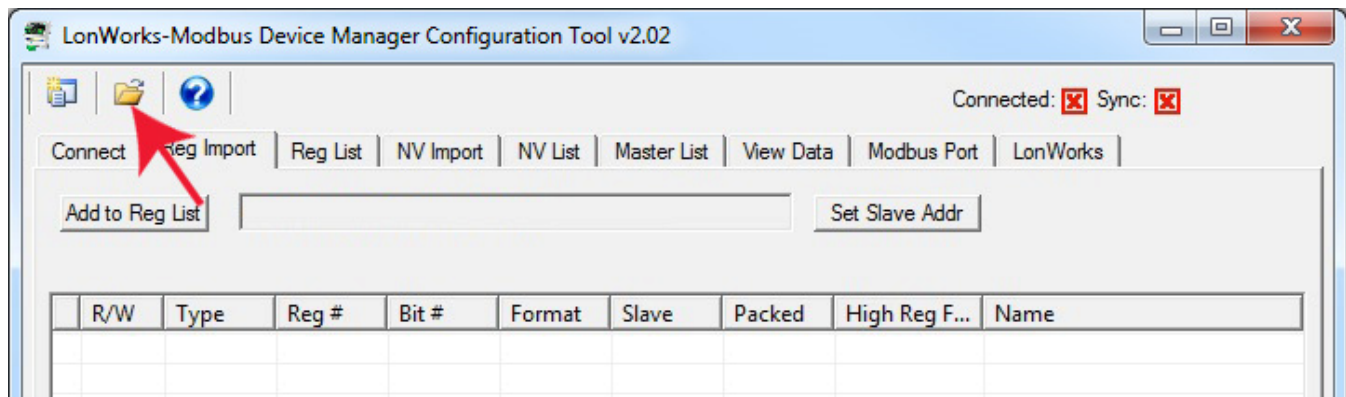 LonWorks-Modbus Device Manager Configuration Tool v2.02
Connected: Sync:
Connect Reg Import Reg List NV Import NV List Master List View Data Modbus Port LonWorks
Add to Reg List Set Slave Addr
R/W Type Reg # Bit # Format Slave Packed High Reg F... Name